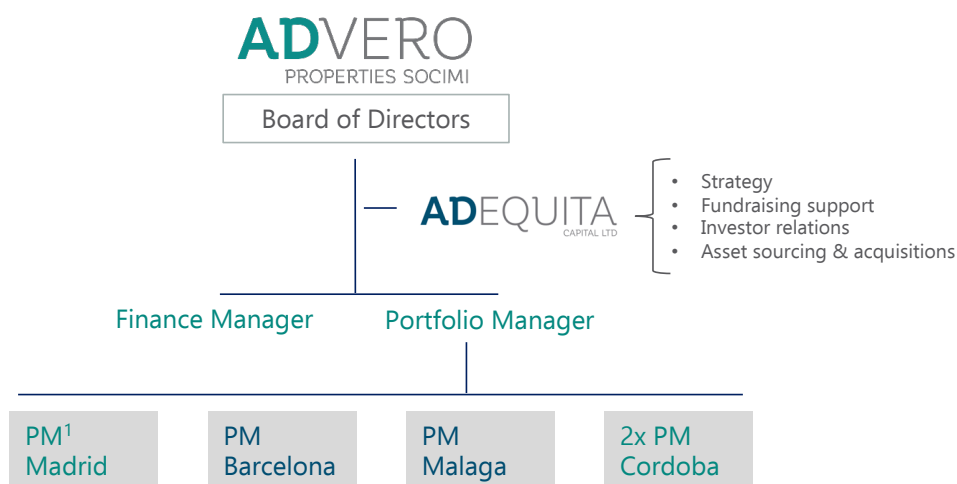 ADVERO
PROPERTIES SOCIMI
Board of Directors
ADEQUITA
CAPITAL LTD
• Strategy
• Fundraising support
• Investor relations
• Asset sourcing & acquisitions
Finance Manager
Portfolio Manager
PM¹
Madrid
PM
Barcelona
PM
Malaga
2x PM
Cordoba